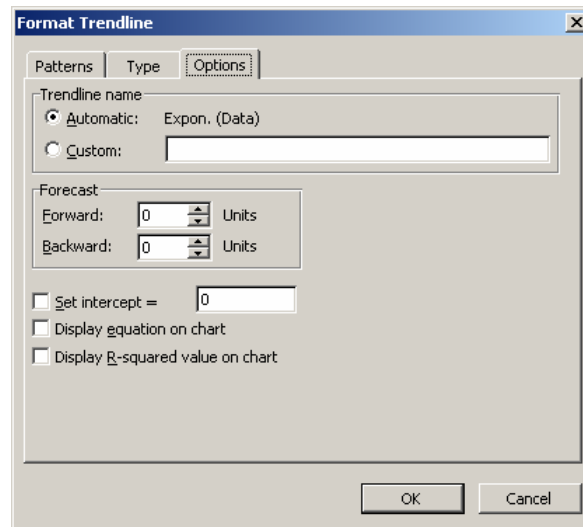 Format Trendline
Patterns Type Options
Trendline name
Automatic: Expon. (Data)
Custom:
Forecast
Forward: 0 Units
Backward: 0 Units
Set intercept = 0
Display equation on chart
Display R-squared value on chart
OK Cancel